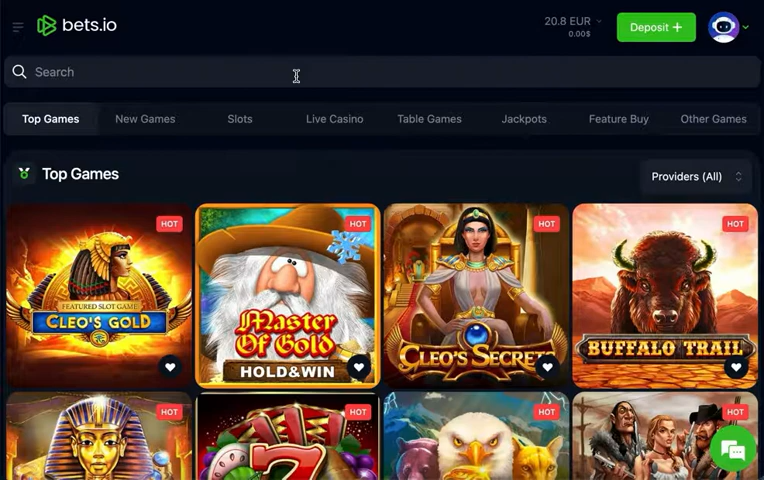 bets.io
20.8 EUR
0.00$
Deposit +
Search
Top Games
New Games
Slots
Live Casino
Table Games
Jackpots
Feature Buy
Other Games
Top Games
Providers (All)
HOT
HOT
HOT
HOT
FEATURED SLOT GAME
CLEO'S GOLD
Master
Of Gold
HOLD&WIN
CLEO'S SECRETS
BUFFALO TRAIL
HOT
HOT
HOT
HOT
7